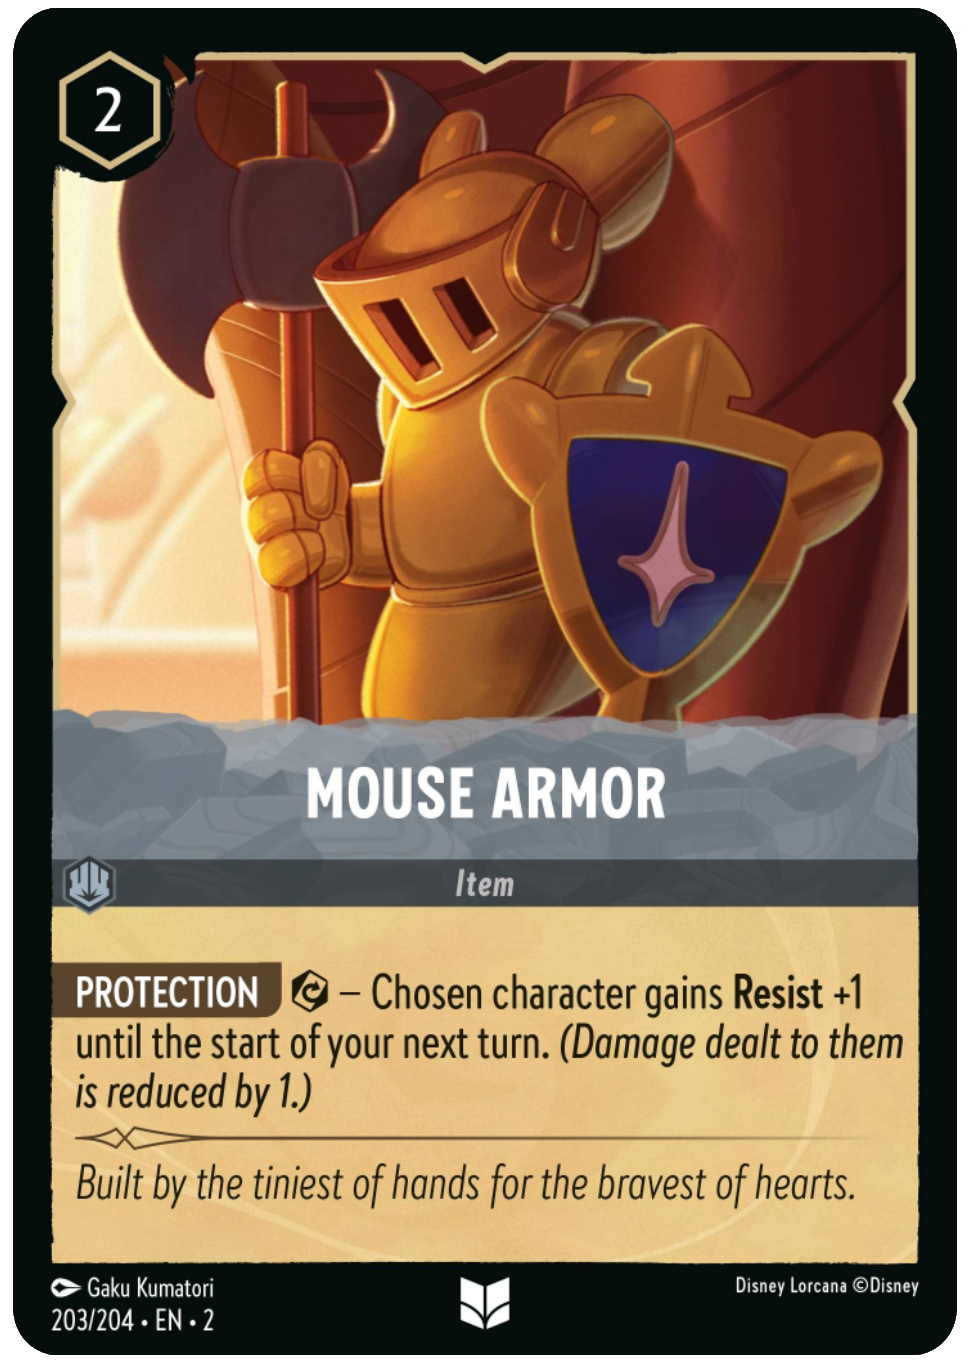 2
MOUSE ARMOR
Item
PROTECTION – Chosen character gains Resist +1
until the start of your next turn. (Damage dealt to them
is reduced by 1.)
Built by the tiniest of hands for the bravest of hearts.
Gaku Kumatori
203/204 • EN • 2
Disney Lorcana ©Disney